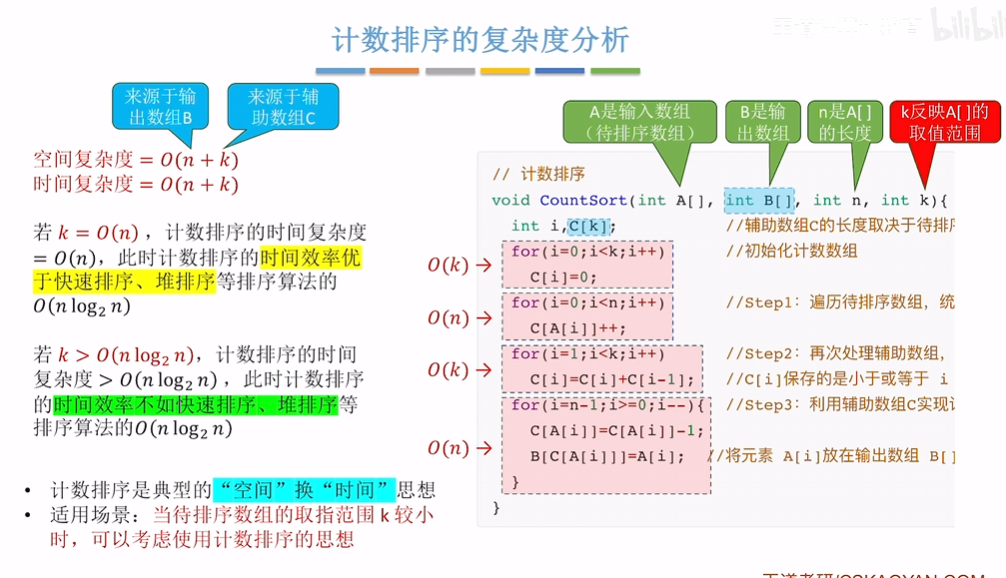 计数排序的复杂度分析
bilibili
来源于输
出数组B
来源于辅
助数组C
空间复杂度 = O(n + k)
时间复杂度 = O(n + k)
若 k = O(n) ，计数排序的时间复杂度
= O(n)，此时计数排序的时间效率优
于快速排序、堆排序等排序算法的
O(n log₂ n)
若 k > O(n log₂ n)，计数排序的时间
复杂度 > O(n log₂ n) ，此时计数排序
的时间效率不如快速排序、堆排序等
排序算法的O(n log₂ n)
• 计数排序是典型的“空间”换“时间”思想
• 适用场景：当待排序数组的取指范围 k 较小
时，可以考虑使用计数排序的思想
A是输入数组
（待排序数组）
B是输
出数组
n是A[ ]
的长度
k反映A[ ]的
取值范围
// 计数排序
void CountSort(int A[], int B[], int n, int k){
int i,C[k]; //辅助数组C的长度取决于待排序
O(k) for(i=0;i<k;i++) //初始化计数数组
C[i]=0;
O(n) for(i=0;i<n;i++) //Step1：遍历待排序数组，统
C[A[i]]++;
O(k) for(i=1;i<k;i++) //Step2：再次处理辅助数组，
C[i]=C[i]+C[i-1]; //C[i]保存的是小于或等于 i
O(n) for(i=n-1;i>=0;i--){ //Step3：利用辅助数组C实现计
C[A[i]]=C[A[i]]-1;
B[C[A[i]]]=A[i]; //将元素 A[i]放在输出数组 B[]
}
}